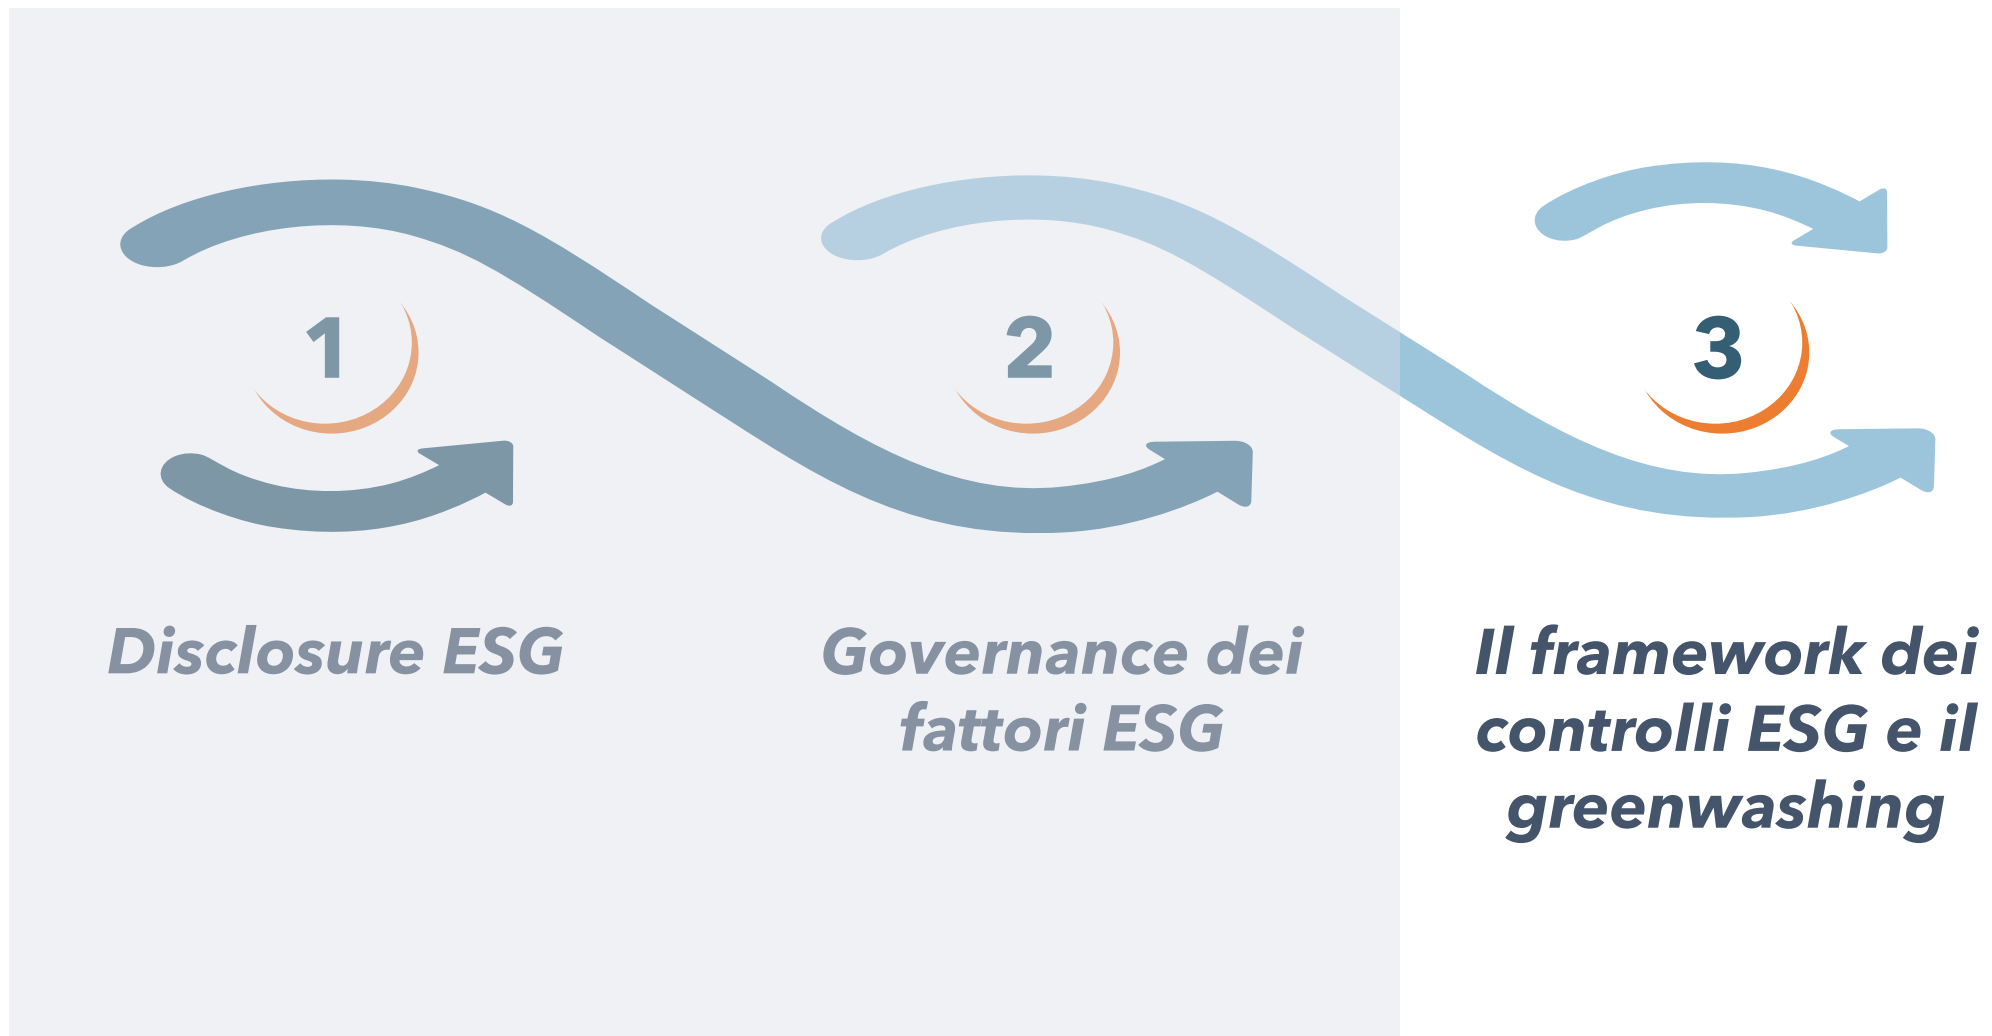 1
2
3
Disclosure ESG
Governance dei
fattori ESG
Il framework dei
controlli ESG e il
greenwashing